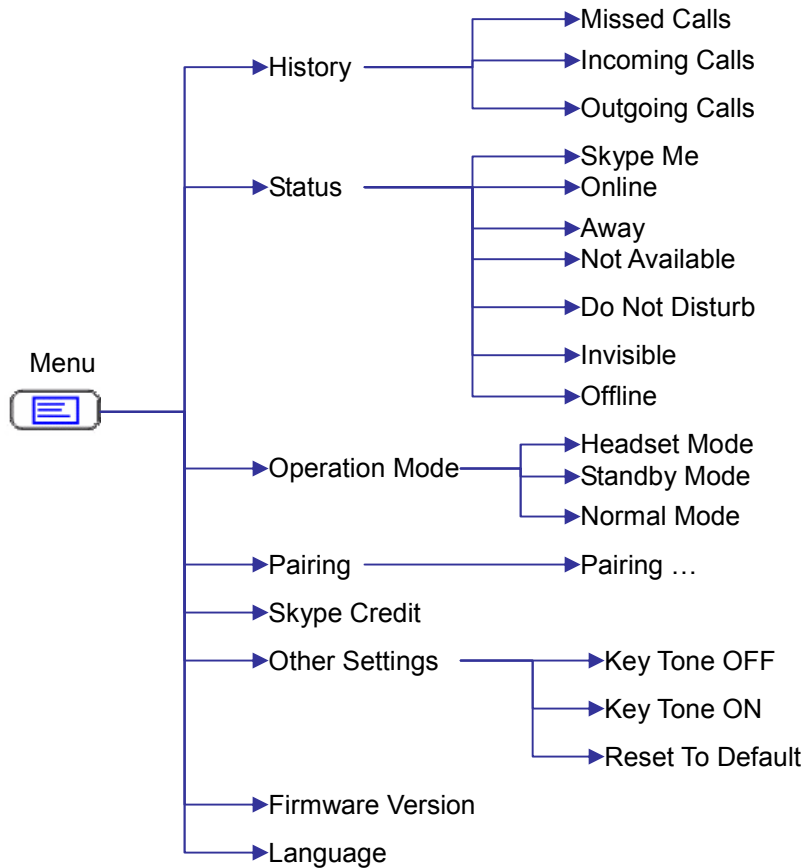 Menu
History
Missed Calls
Incoming Calls
Outgoing Calls
Status
Skype Me
Online
Away
Not Available
Do Not Disturb
Invisible
Offline
Operation Mode
Headset Mode
Standby Mode
Normal Mode
Pairing
Pairing …
Skype Credit
Other Settings
Key Tone OFF
Key Tone ON
Reset To Default
Firmware Version
Language